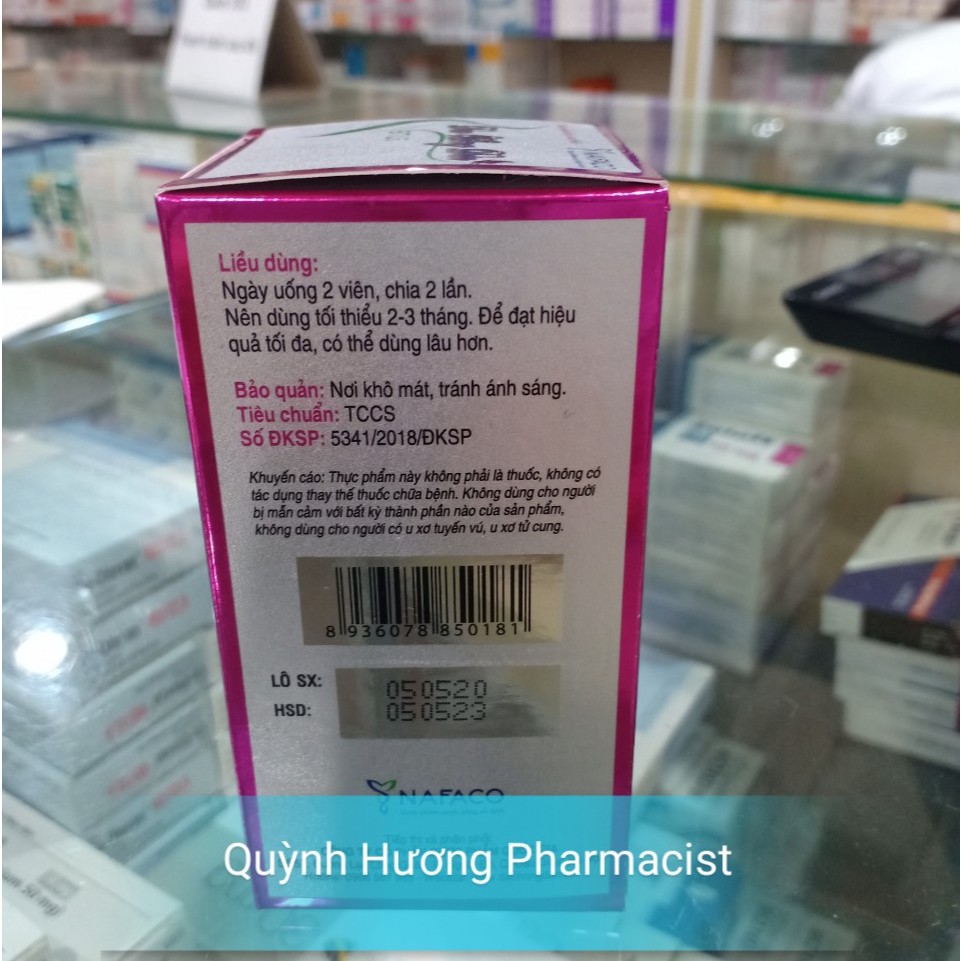 Liều dùng:
Ngày uống 2 viên, chia 2 lần.
Nên dùng tối thiểu 2-3 tháng. Để đạt hiệu
quả tối đa, có thể dùng lâu hơn.
Bảo quản: Nơi khô mát, tránh ánh sáng.
Tiêu chuẩn: TCCS
Số ĐKSP: 5341/2018/ĐKSP
Khuyến cáo: Thực phẩm này không phải là thuốc, không có
tác dụng thay thế thuốc chữa bệnh. Không dùng cho người
bị mẫn cảm với bất kỳ thành phần nào của sản phẩm,
không dùng cho người có u xơ tuyến vú, u xơ tử cung.
8 936078 850181
LÔ SX: 050520
HSD: 050523
NAFACO
Tiếp thị và phân phối:
Quỳnh Hương Pharmacist